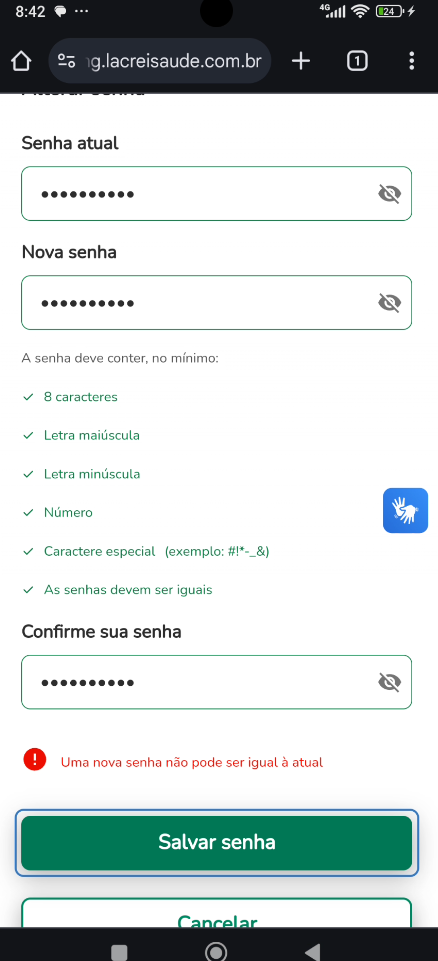 8:42
4G
24
ng.lacreisaude.com.br
1
Alterar senha
Senha atual
••••••••••
Nova senha
••••••••••
A senha deve conter, no mínimo:
8 caracteres
Letra maiúscula
Letra minúscula
Número
Caractere especial (exemplo: #!*-_&)
As senhas devem ser iguais
Confirme sua senha
••••••••••
Uma nova senha não pode ser igual à atual
Salvar senha
Cancelar